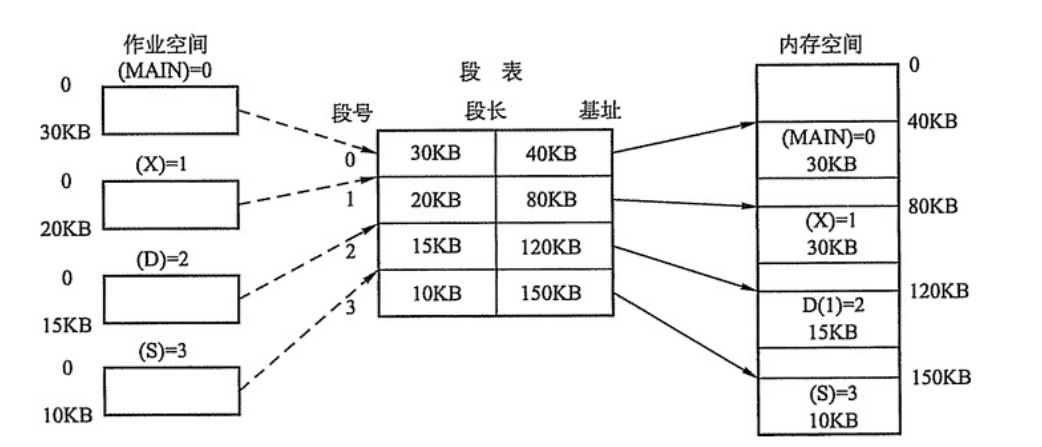 作业空间
(MAIN)=0
0
30KB
(X)=1
0
20KB
(D)=2
0
15KB
(S)=3
0
10KB
段 表
段号 段长 基址
0 30KB 40KB
1 20KB 80KB
2 15KB 120KB
3 10KB 150KB
内存空间
0
40KB
(MAIN)=0
30KB
80KB
(X)=1
30KB
120KB
D(1)=2
15KB
150KB
(S)=3
10KB